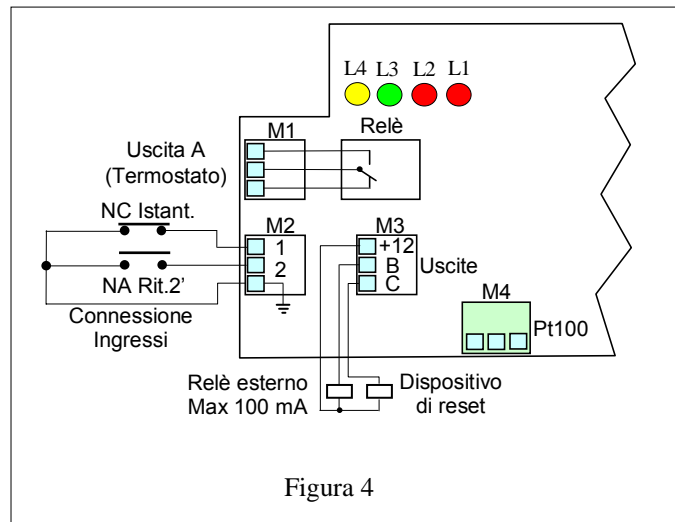 L4 L3 L2 L1
M1
Relè
Uscita A
(Termostato)
NC Istant.
M2
1
2
NA Rit.2'
Connessione
Ingressi
M3
+12
B
C
Uscite
M4
Pt100
Relè esterno
Max 100 mA
Dispositivo
di reset
Figura 4